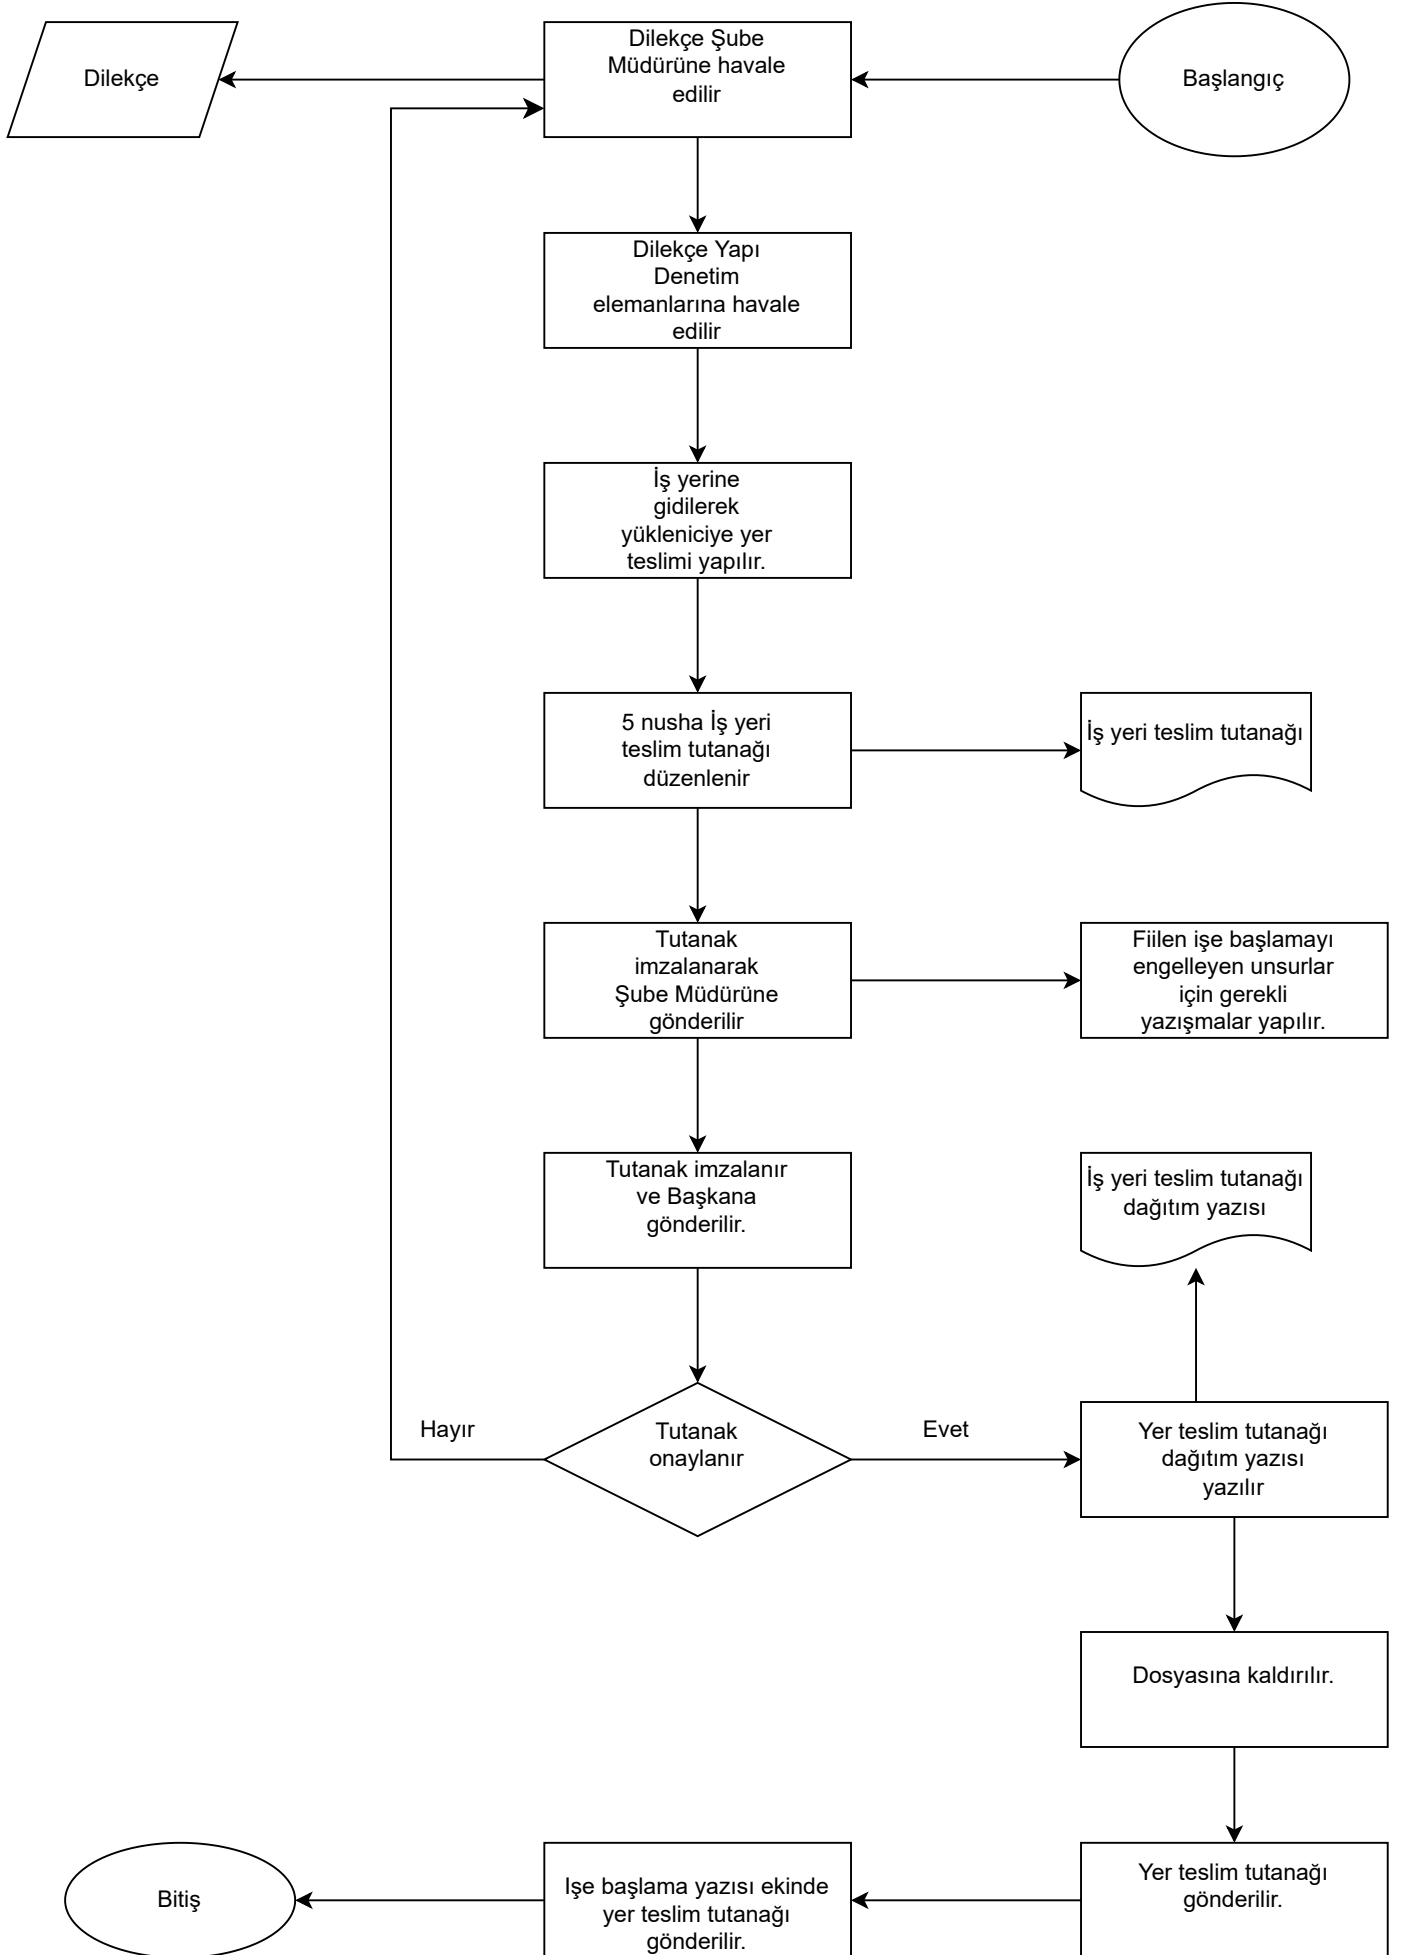 Dilekçe
Dilekçe Şube
Müdürüne havale
edilir
Başlangıç
Dilekçe Yapı
Denetim
elemanlarına havale
edilir
İş yerine
gidilerek
yükleniciye yer
teslimi yapılır.
5 nusha İş yeri
teslim tutanağı
düzenlenir
İş yeri teslim tutanağı
Tutanak
imzalanarak
Şube Müdürüne
gönderilir
Fiilen işe başlamayı
engelleyen unsurlar
için gerekli
yazışmalar yapılır.
Tutanak imzalanır
ve Başkana
gönderilir.
İş yeri teslim tutanağı
dağıtım yazısı
Hayır
Tutanak
onaylanır
Evet
Yer teslim tutanağı
dağıtım yazısı
yazılır
Dosyasına kaldırılır.
Bitiş
Işe başlama yazısı ekinde
yer teslim tutanağı
gönderilir.
Yer teslim tutanağı
gönderilir.